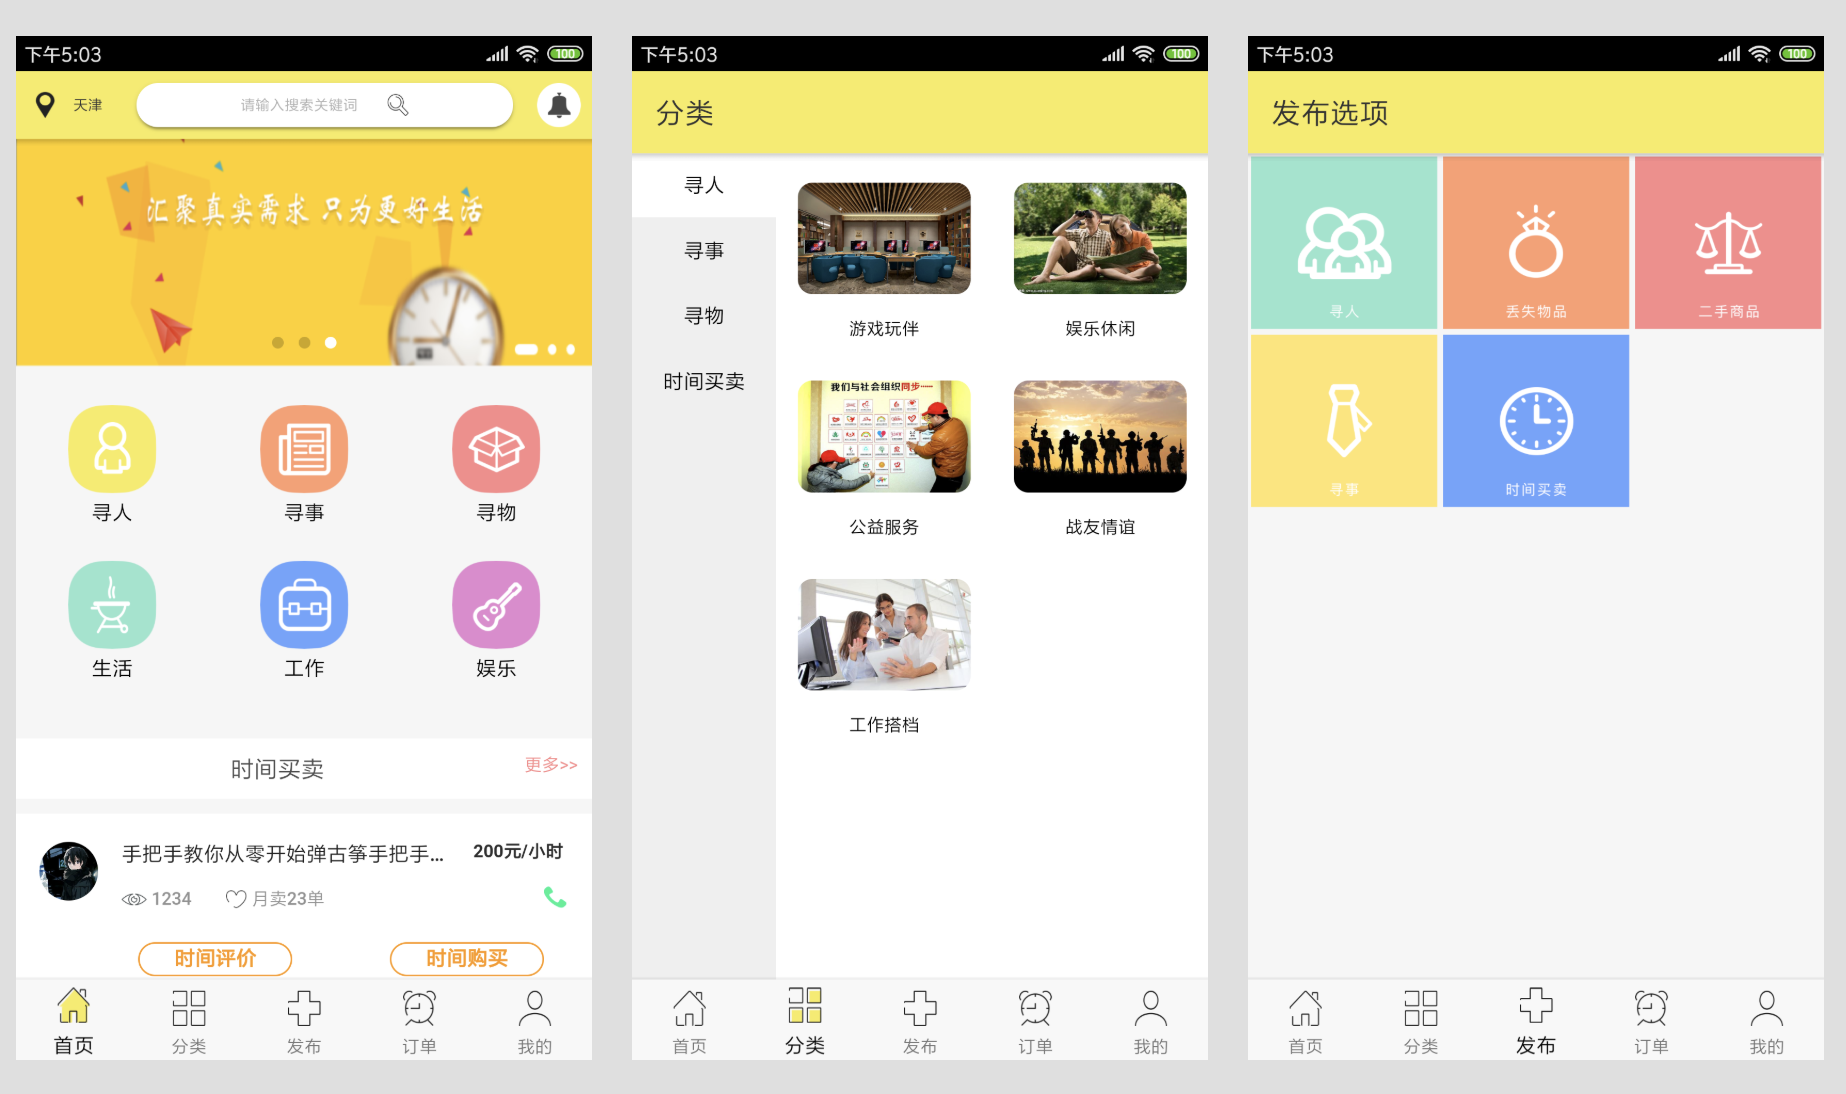 下午5:03
100
天津
请输入搜索关键词
汇聚真实需求 只为更好生活
寻人
寻事
寻物
生活
工作
娱乐
时间买卖
更多>>
手把手教你从零开始弹古筝手把手...
200元/小时
1234
月卖23单
时间评价
时间购买
首页
分类
发布
订单
我的
下午5:03
100
分类
寻人
寻事
寻物
时间买卖
游戏玩伴
娱乐休闲
我们与社会组织同步······
公益服务
战友情谊
工作搭档
首页
分类
发布
订单
我的
下午5:03
100
发布选项
寻人
丢失物品
二手商品
寻事
时间买卖
首页
分类
发布
订单
我的